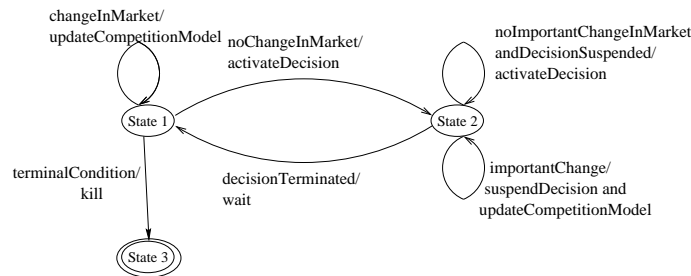 changeInMarket/
updateCompetitionModel
noChangeInMarket/
activateDecision
noImportantChangeInMarket
andDecisionSuspended/
activateDecision
State 1
State 2
terminalCondition/
kill
decisionTerminated/
wait
importantChange/
suspendDecision and
updateCompetitionModel
State 3